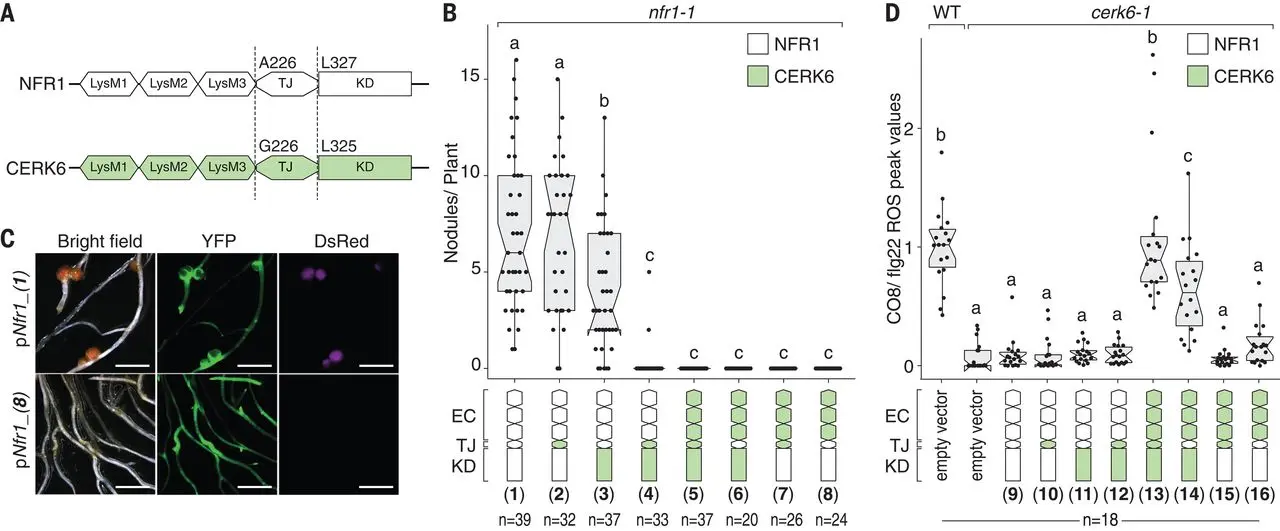 A
NFR1
LysM1 LysM2 LysM3 TJ KD
A226 L327
CERK6
LysM1 LysM2 LysM3 TJ KD
G226 L325
B
nfr1-1
NFR1
CERK6
Nodules/ Plant
15
10
5
0
a a b c c c c c
EC
TJ
KD
(1) (2) (3) (4) (5) (6) (7) (8)
n=39 n=32 n=37 n=33 n=37 n=20 n=26 n=24
C
Bright field YFP DsRed
pNfr1_(1)
pNfr1_(8)
D
WT cerk6-1
NFR1
CERK6
CO8/ flg22 ROS peak values
2
1
0
b a a a a a b c a a
EC
TJ
KD
empty vector
empty vector
(9) (10) (11) (12) (13) (14) (15) (16)
n=18